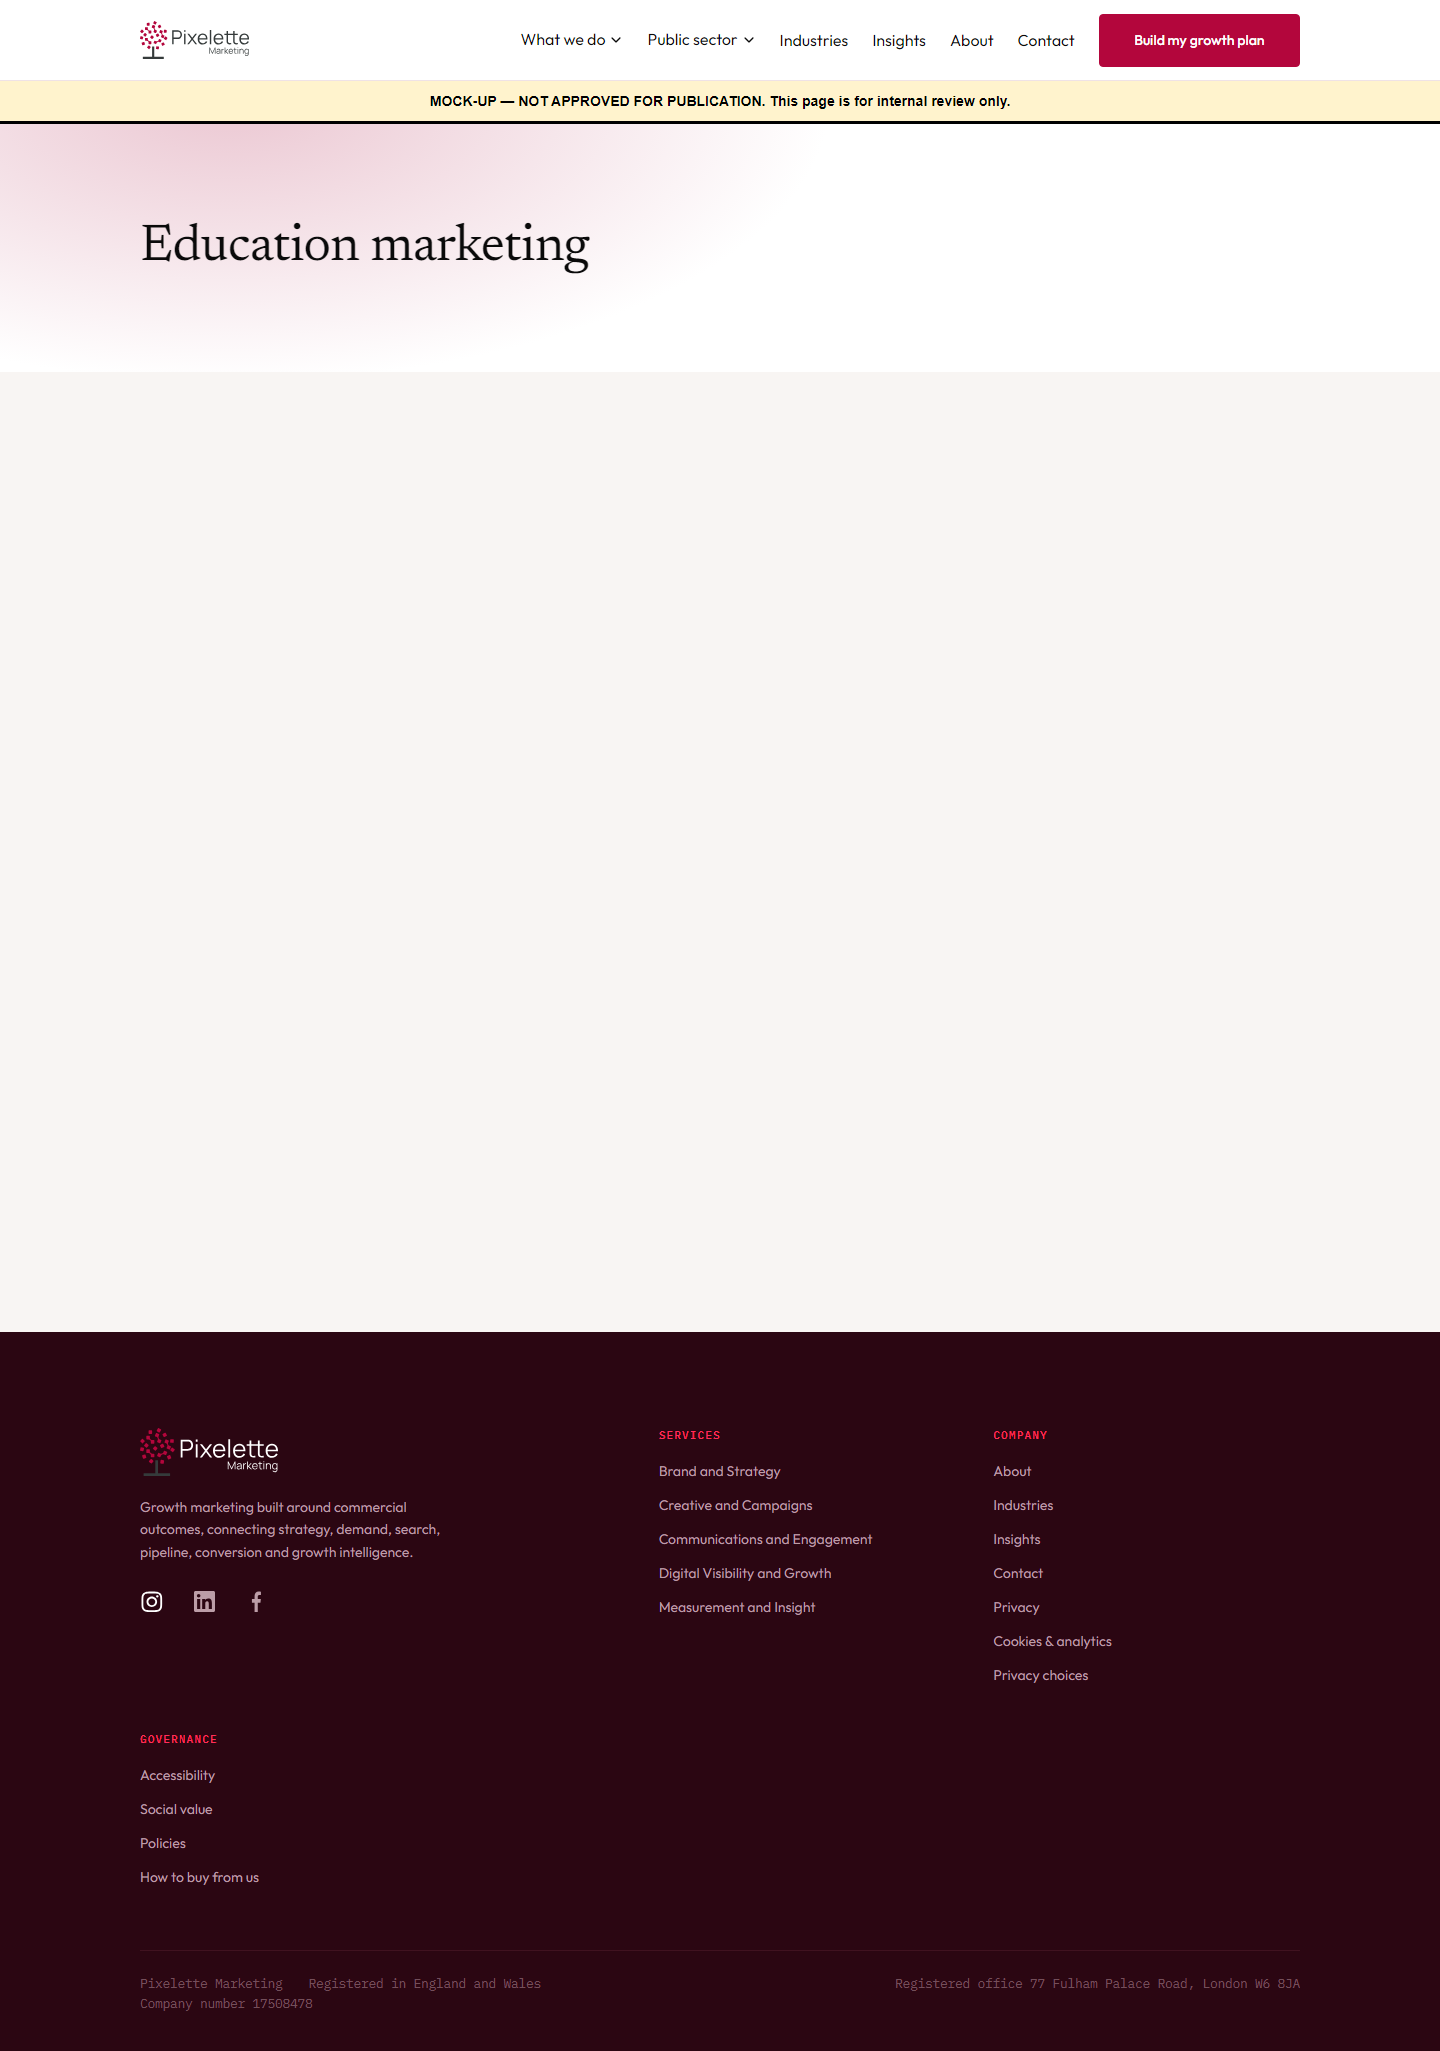 Pixelette
Marketing
What we do
Public sector
Industries
Insights
About
Contact
Build my growth plan
MOCK-UP — NOT APPROVED FOR PUBLICATION. This page is for internal review only.
Education marketing
Pixelette
Marketing
Growth marketing built around commercial
outcomes, connecting strategy, demand, search,
pipeline, conversion and growth intelligence.
SERVICES
Brand and Strategy
Creative and Campaigns
Communications and Engagement
Digital Visibility and Growth
Measurement and Insight
COMPANY
About
Industries
Insights
Contact
Privacy
Cookies & analytics
Privacy choices
GOVERNANCE
Accessibility
Social value
Policies
How to buy from us
Pixelette Marketing Registered in England and Wales
Company number 17508478
Registered office 77 Fulham Palace Road, London W6 8JA